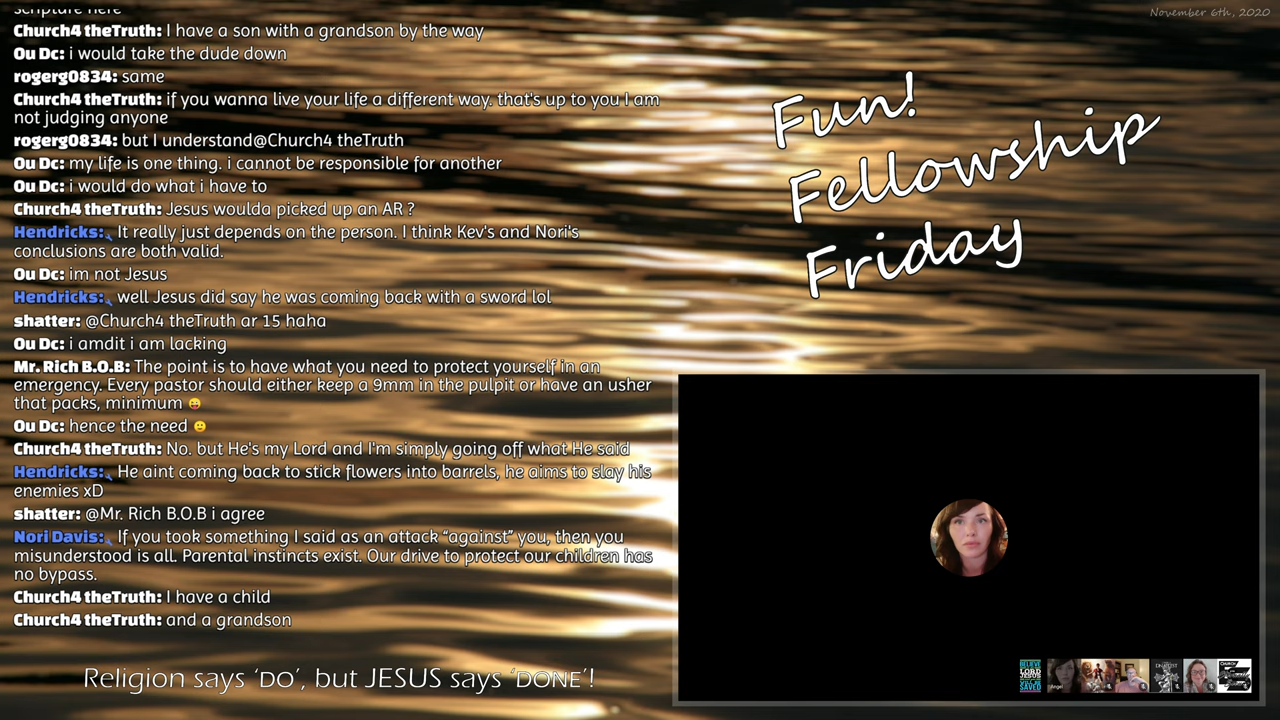 scripture here
Church4 theTruth: I have a son with a grandson by the way
Ou Dc: i would take the dude down
rogerg0834: same
Church4 theTruth: if you wanna live your life a different way. that's up to you I am
not judging anyone
rogerg0834: but I understand@Church4 theTruth
Ou Dc: my life is one thing. i cannot be responsible for another
Ou Dc: i would do what i have to
Church4 theTruth: Jesus woulda picked up an AR ?
Hendricks: It really just depends on the person. I think Kev's and Nori's
conclusions are both valid.
Ou Dc: im not Jesus
Hendricks: well Jesus did say he was coming back with a sword lol
shatter: @Church4 theTruth ar 15 haha
Ou Dc: i amdit i am lacking
Mr. Rich B.O.B: The point is to have what you need to protect yourself in an
emergency. Every pastor should either keep a 9mm in the pulpit or have an usher
that packs, minimum 😜
Ou Dc: hence the need 🙂
Church4 theTruth: No. but He's my Lord and I'm simply going off what He said
Hendricks: He aint coming back to stick flowers into barrels, he aims to slay his
enemies xD
shatter: @Mr. Rich B.O.B i agree
Nori Davis: If you took something I said as an attack “against” you, then you
misunderstood is all. Parental instincts exist. Our drive to protect our children has
no bypass.
Church4 theTruth: I have a child
Church4 theTruth: and a grandson
Religion says ‘DO’, but JESUS says ‘DONE’!
November 6th, 2020
Fun!
Fellowship
Friday
BELIEVE
LORD
JESUS
SAVED
Angel
CHURCH